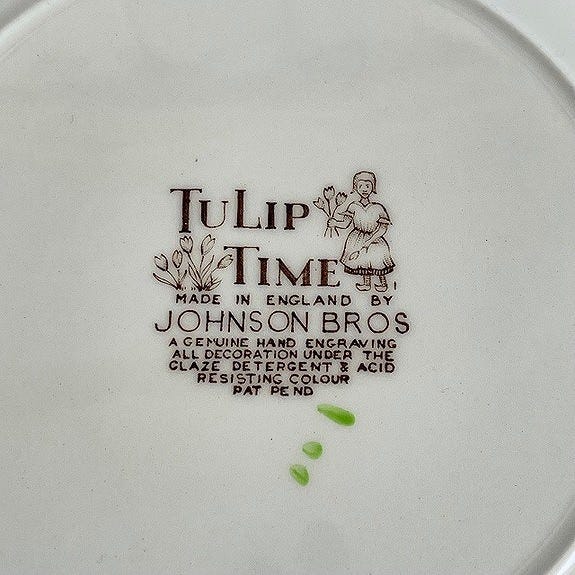 TULIP
TIME
MADE IN ENGLAND BY
JOHNSON BROS
A GENUINE HAND ENGRAVING
ALL DECORATION UNDER THE
GLAZE DETERGENT & ACID
RESISTING COLOUR
PAT PEND